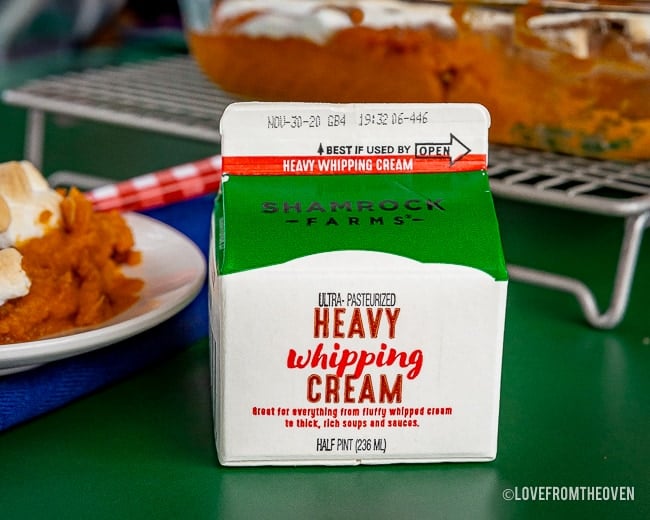 NOV-30-20 GB4 19:32 06-446
BEST IF USED BY OPEN
HEAVY WHIPPING CREAM
SHAMROCK
FARMS®
ULTRA-PASTEURIZED
HEAVY
whipping
CREAM
Great for everything from fluffy whipped cream
to thick, rich soups and sauces.
HALF PINT (236 ML)
©LOVEFROMTHEOVEN